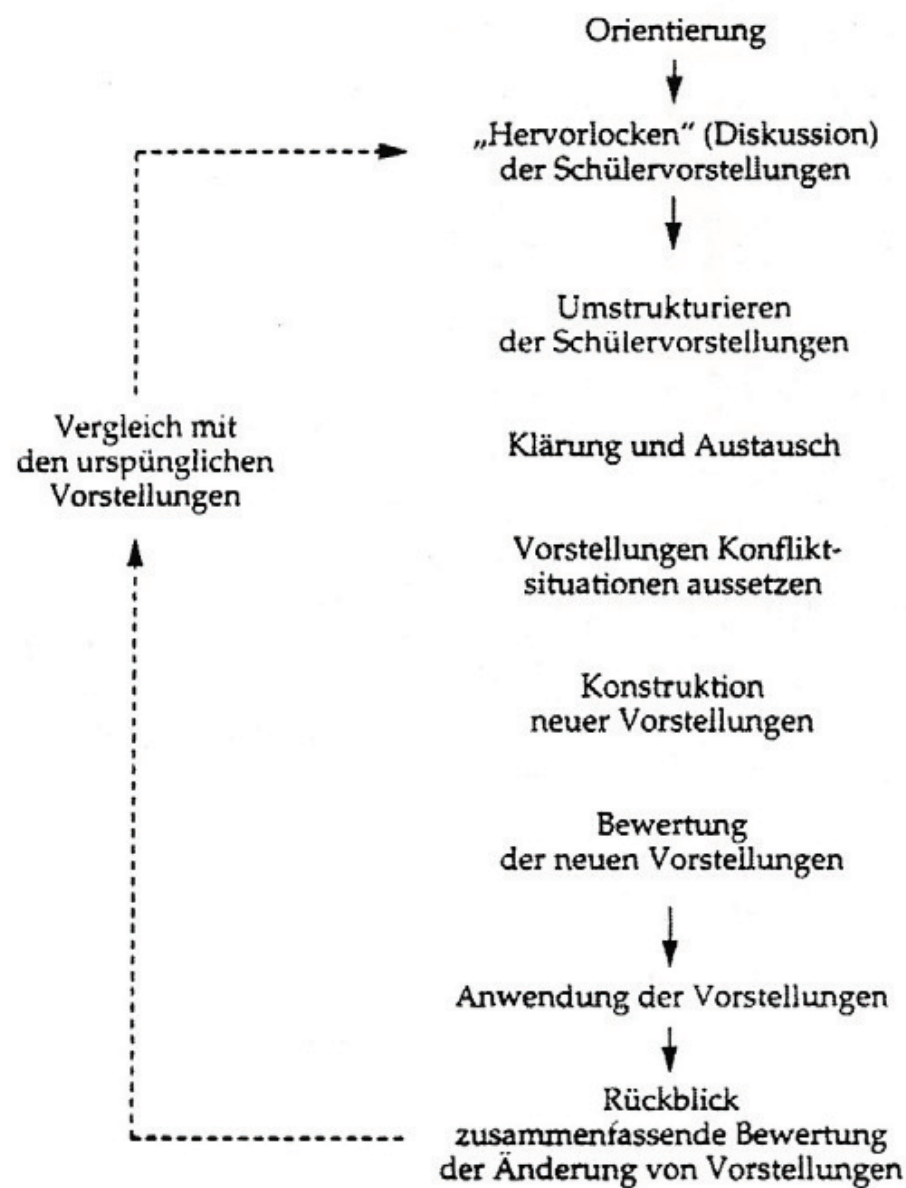 Orientierung
„Hervorlocken“ (Diskussion)
der Schülervorstellungen
Umstrukturieren
der Schülervorstellungen
Vergleich mit
den urspünglichen
Vorstellungen
Klärung und Austausch
Vorstellungen Konflikt-
situationen aussetzen
Konstruktion
neuer Vorstellungen
Bewertung
der neuen Vorstellungen
Anwendung der Vorstellungen
Rückblick
zusammenfassende Bewertung
der Änderung von Vorstellungen